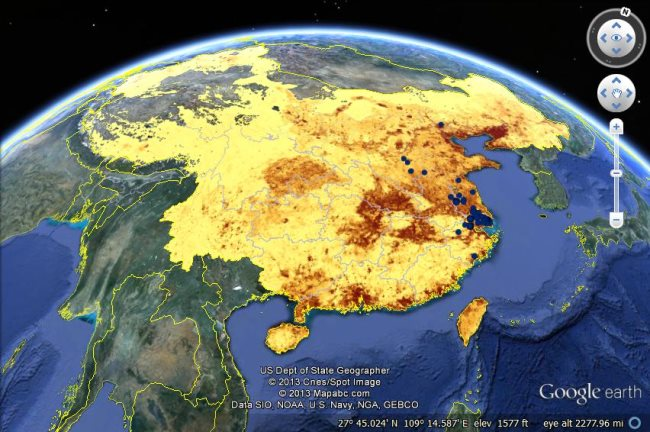 N
US Dept of State Geographer
© 2013 Cnes/Spot Image
© 2013 Mapabc.com
Data SIO, NOAA, U.S. Navy, NGA, GEBCO
Google earth
27° 45.024' N 109° 14.587' E elev 1577 ft eye alt 2277.96 mi